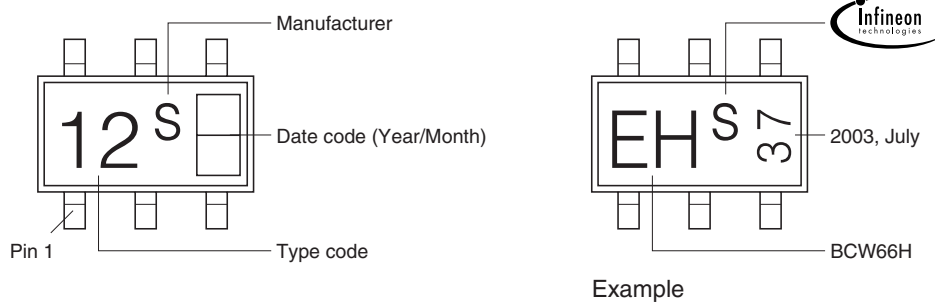 Manufacturer
Infineon
technologies
12 S
EH S 37
Date code (Year/Month)
2003, July
Pin 1
Type code
BCW66H
Example